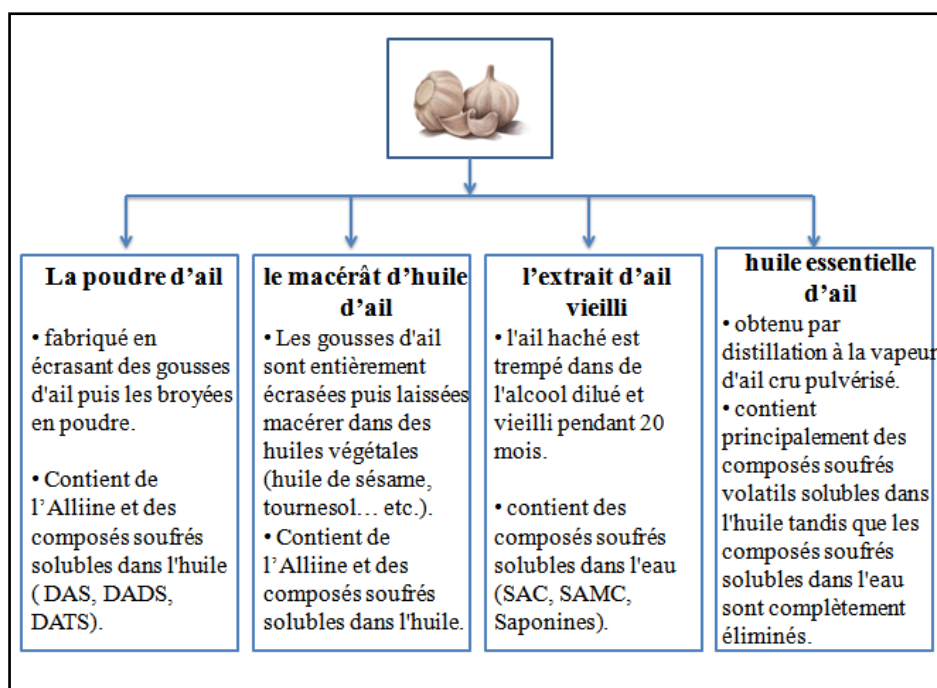 La poudre d’ail
• fabriqué en
écrasant des gousses
d'ail puis les broyées
en poudre.
• Contient de
l’Alliine et des
composés soufrés
solubles dans l'huile
( DAS, DADS,
DATS).
le macérât d’huile
d’ail
• Les gousses d'ail
sont entièrement
écrasées puis laissées
macérer dans des
huiles végétales
(huile de sésame,
tournesol… etc.).
• Contient de
l’Alliine et des
composés soufrés
solubles dans l'huile.
l’extrait d’ail
vieilli
• l'ail haché est
trempé dans de
l'alcool dilué et
vieilli pendant 20
mois.
• contient des
composés soufrés
solubles dans l'eau
(SAC, SAMC,
Saponines).
huile essentielle
d’ail
• obtenu par
distillation à la vapeur
d'ail cru pulvérisé.
• contient
principalement des
composés soufrés
volatils solubles dans
l'huile tandis que les
composés soufrés
solubles dans l'eau
sont complètement
éliminés.